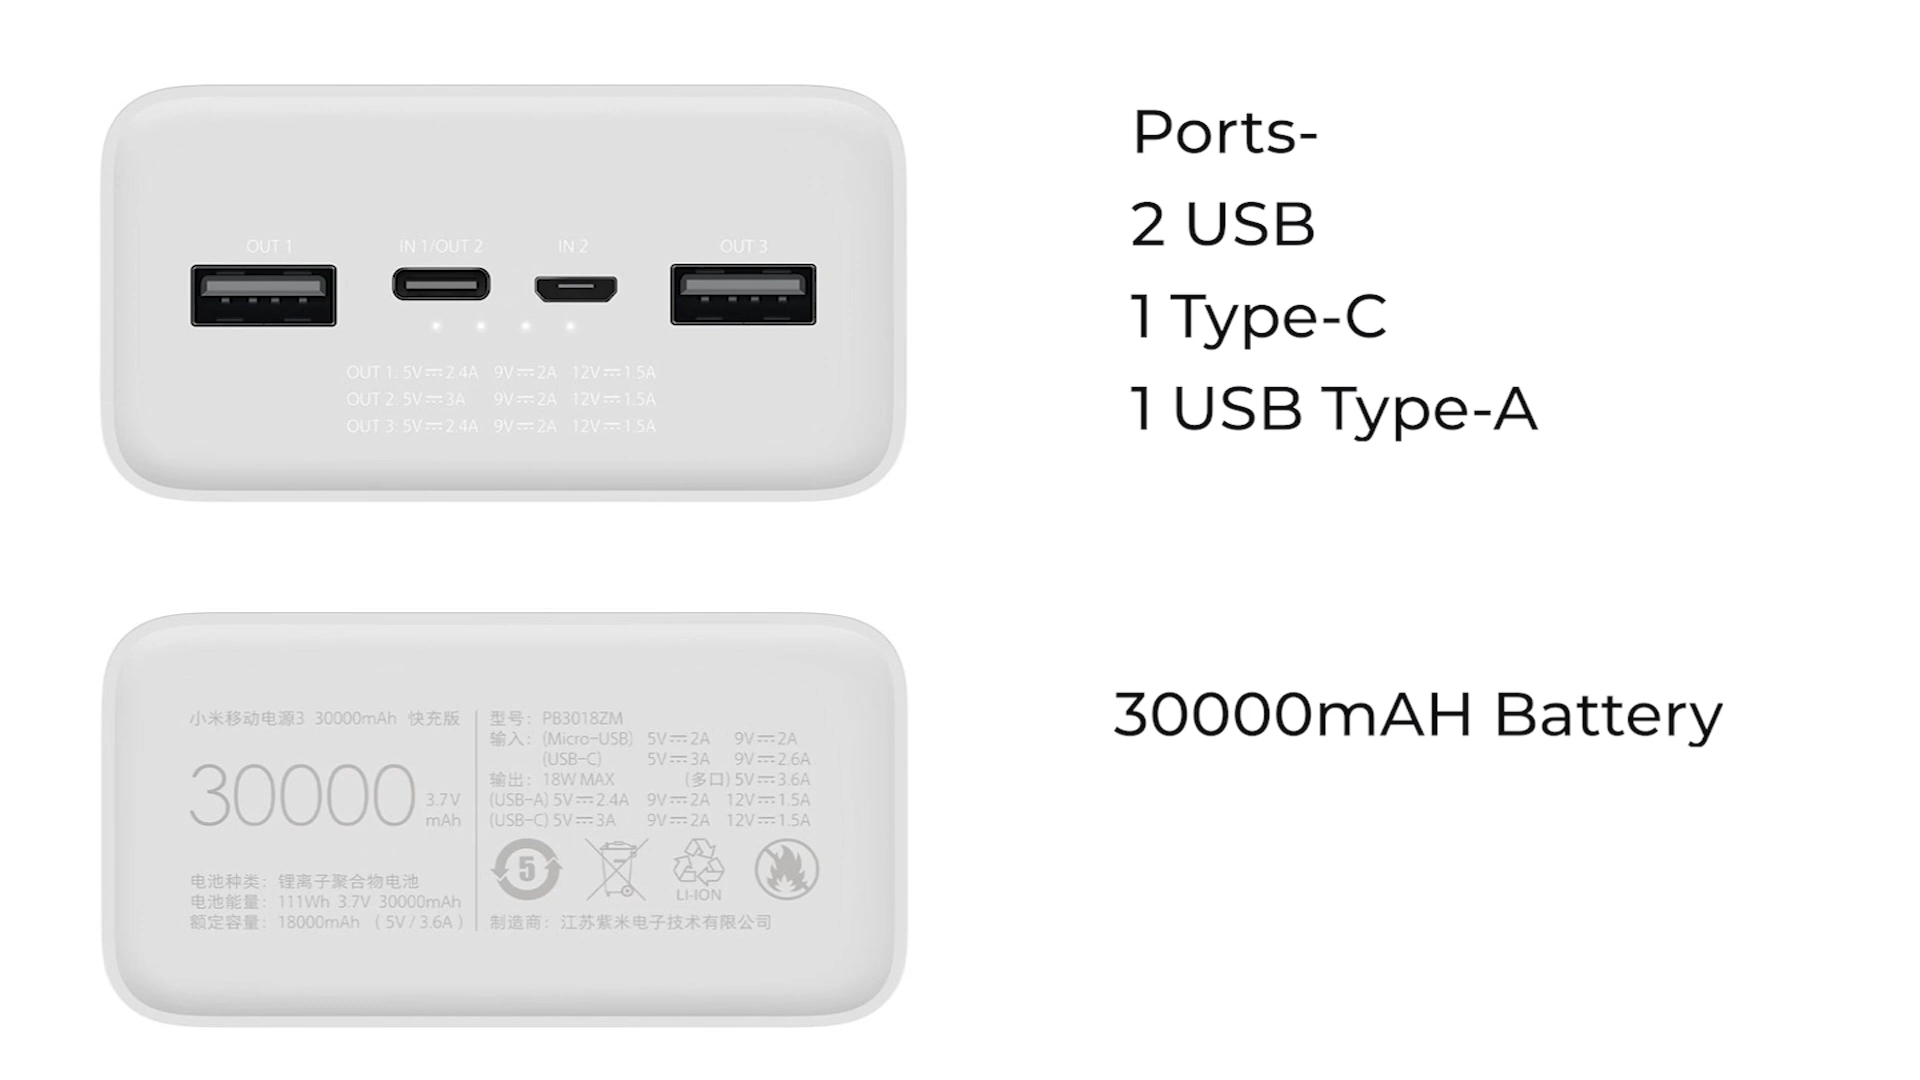 OUT 1 IN 1/OUT 2 IN 2 OUT 3
OUT 1: 5V⎓2.4A 9V⎓2A 12V⎓1.5A
OUT 2: 5V⎓3A 9V⎓2A 12V⎓1.5A
OUT 3: 5V⎓2.4A 9V⎓2A 12V⎓1.5A
Ports-
2 USB
1 Type-C
1 USB Type-A
小米移动电源3 30000mAh 快充版
30000 3.7V
mAh
电池种类：锂离子聚合物电池
电池能量：111Wh 3.7V 30000mAh
额定容量：18000mAh （5V/3.6A）
型号：PB3018ZM
输入：(Micro-USB) 5V⎓2A 9V⎓2A
(USB-C) 5V⎓3A 9V⎓2.6A
输出：18W MAX (多口) 5V⎓3.6A
(USB-A) 5V⎓2.4A 9V⎓2A 12V⎓1.5A
(USB-C) 5V⎓3A 9V⎓2A 12V⎓1.5A
5
LI-ION
制造商：江苏紫米电子技术有限公司
30000mAH Battery